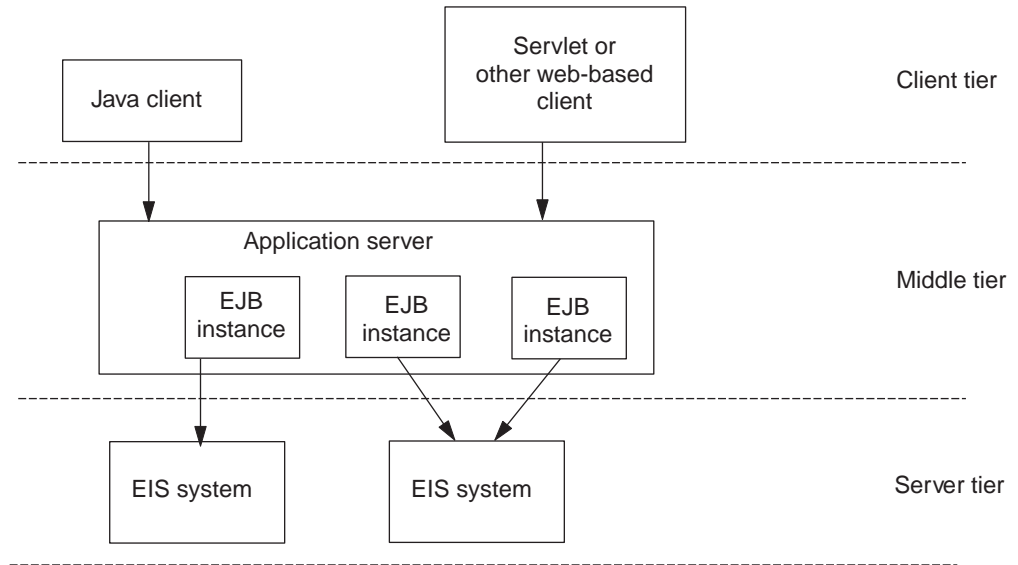 Servlet or
other web-based
client
Java client
Client tier
Application server
EJB
instance
EJB
instance
EJB
instance
Middle tier
EIS system
EIS system
Server tier